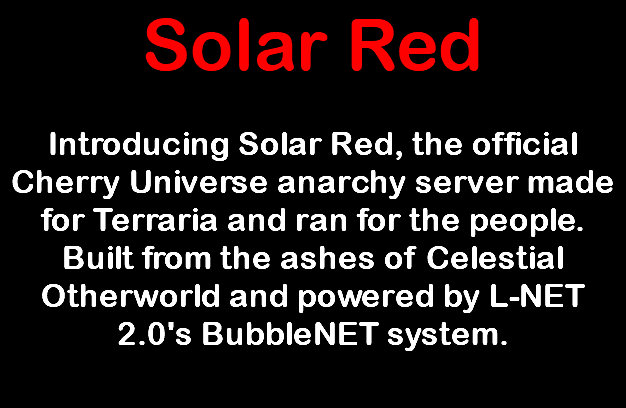 Solar Red
Introducing Solar Red, the official
Cherry Universe anarchy server made
for Terraria and ran for the people.
Built from the ashes of Celestial
Otherworld and powered by L-NET
2.0's BubbleNET system.